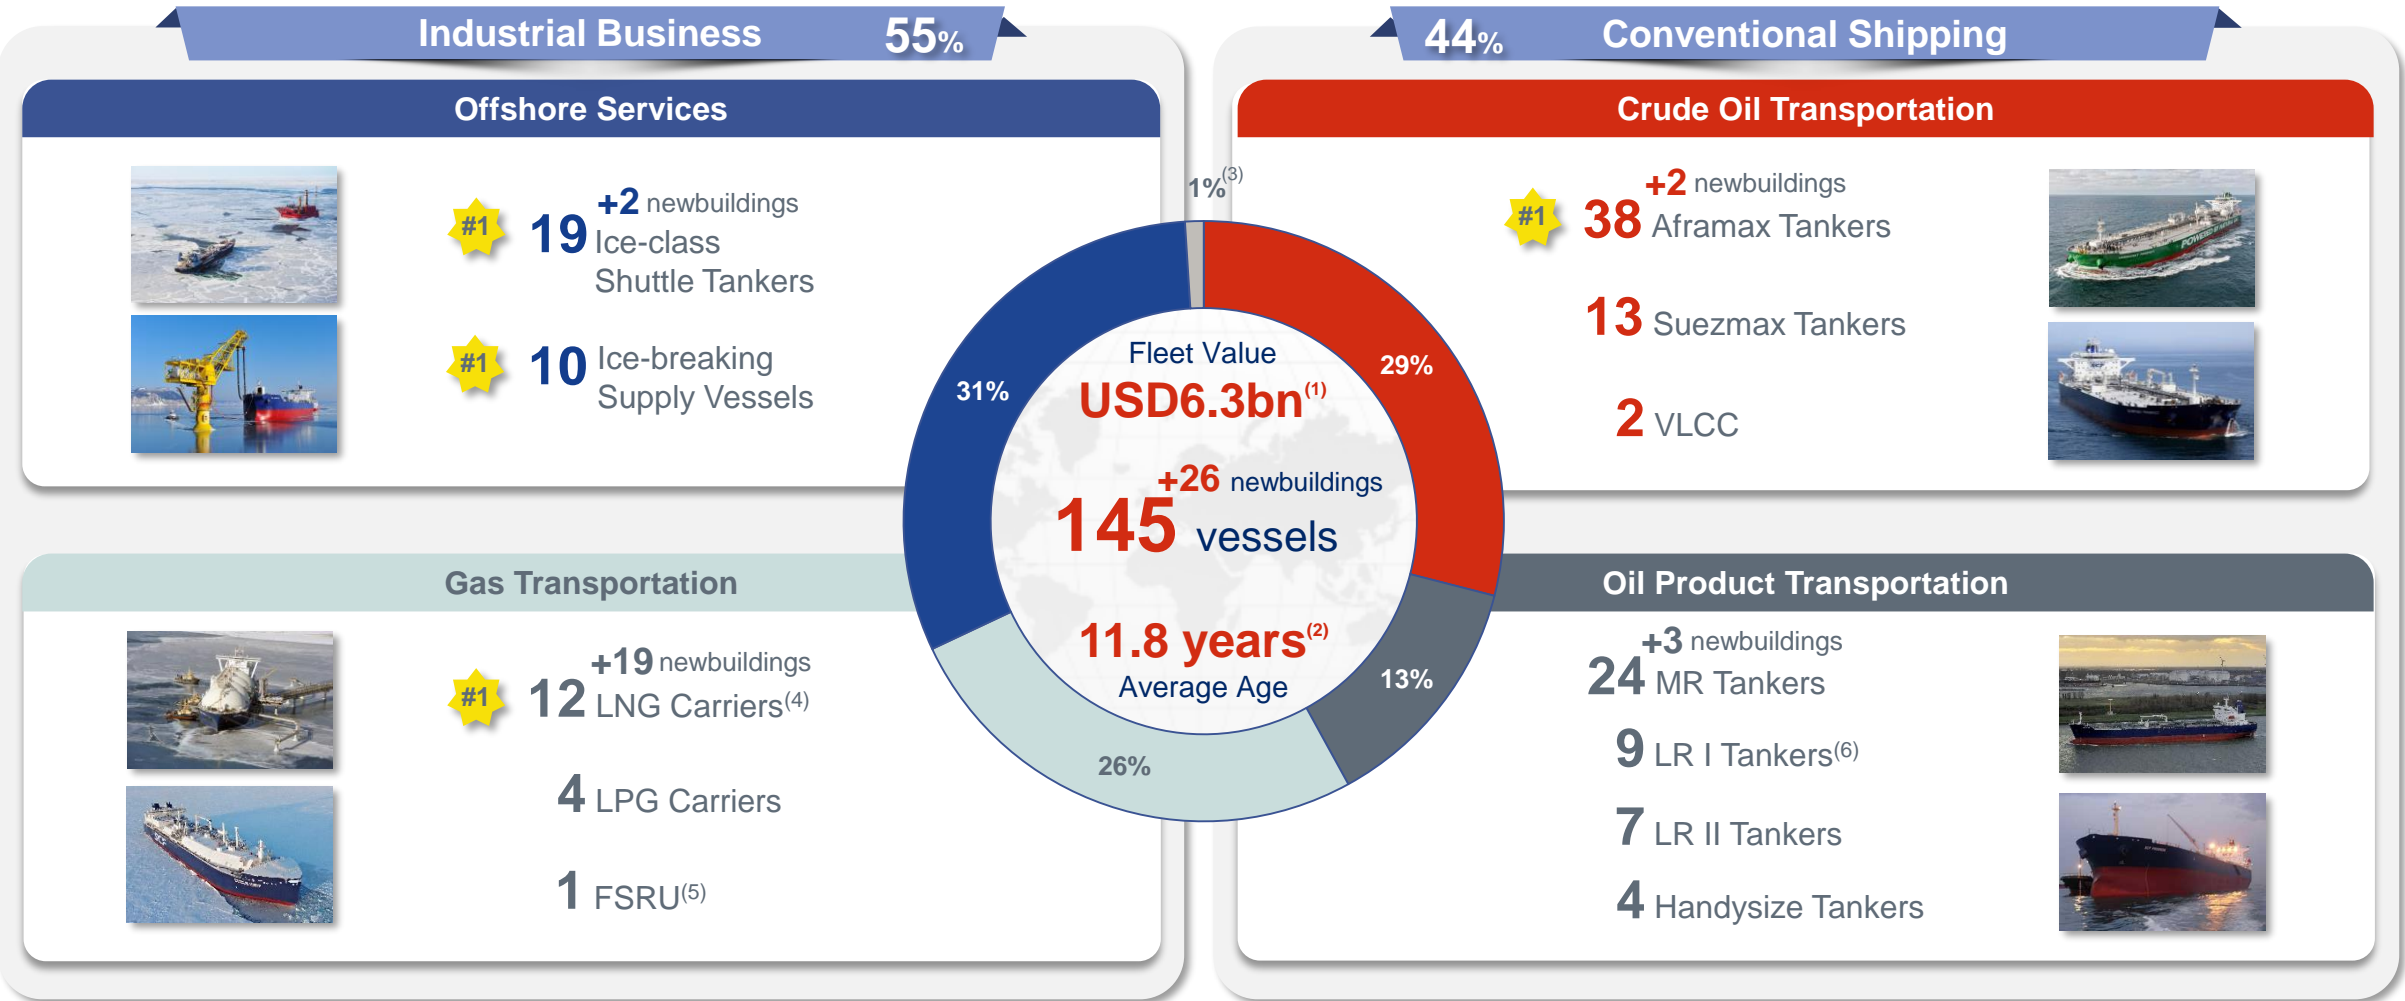 Industrial Business 55%
Offshore Services
#1 19 +2 newbuildings
Ice-class
Shuttle Tankers
#1 10 Ice-breaking
Supply Vessels
Gas Transportation
+19 newbuildings
#1 12 LNG Carriers(4)
4 LPG Carriers
1 FSRU(5)
1%(3)
31%
29%
13%
26%
Fleet Value
USD6.3bn(1)
+26 newbuildings
145 vessels
11.8 years(2)
Average Age
44% Conventional Shipping
Crude Oil Transportation
+2 newbuildings
#1 38 Aframax Tankers
13 Suezmax Tankers
2 VLCC
Oil Product Transportation
+3 newbuildings
24 MR Tankers
9 LR I Tankers(6)
7 LR II Tankers
4 Handysize Tankers